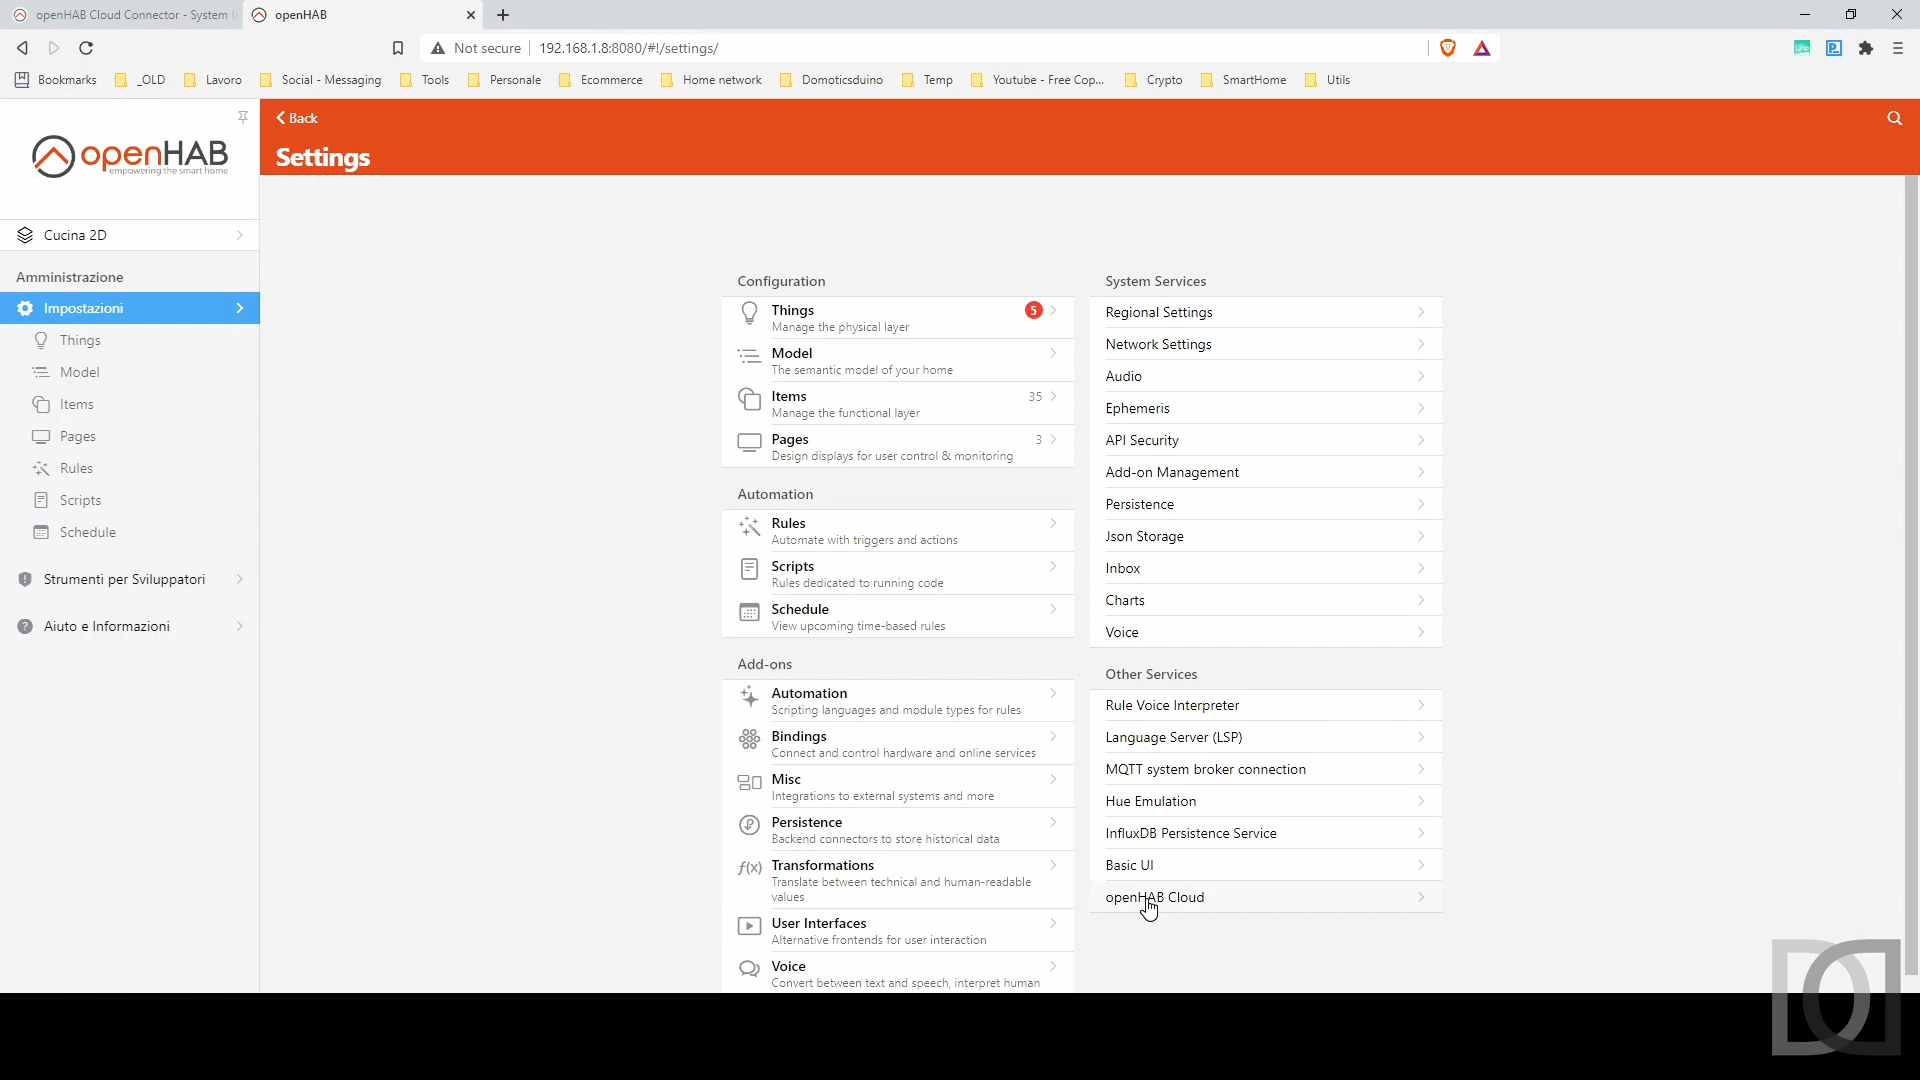 openHAB Cloud Connector - System I
openHAB
Not secure
192.168.1.8:8080/#!/settings/
Bookmarks
_OLD
Lavoro
Social - Messaging
Tools
Personale
Ecommerce
Home network
Domoticsduino
Temp
Youtube - Free Cop...
Crypto
SmartHome
Utils
openHAB
empowering the smart home
Back
Settings
Cucina 2D
Amministrazione
Impostazioni
Things
Model
Items
Pages
Rules
Scripts
Schedule
Strumenti per Sviluppatori
Aiuto e Informazioni
Configuration
Things
5
Manage the physical layer
Model
The semantic model of your home
Items
35
Manage the functional layer
Pages
3
Design displays for user control & monitoring
Automation
Rules
Automate with triggers and actions
Scripts
Rules dedicated to running code
Schedule
View upcoming time-based rules
Add-ons
Automation
Scripting languages and module types for rules
Bindings
Connect and control hardware and online services
Misc
Integrations to external systems and more
Persistence
Backend connectors to store historical data
f(x)
Transformations
Translate between technical and human-readable
values
User Interfaces
Alternative frontends for user interaction
Voice
Convert between text and speech, interpret human
System Services
Regional Settings
Network Settings
Audio
Ephemeris
API Security
Add-on Management
Persistence
Json Storage
Inbox
Charts
Voice
Other Services
Rule Voice Interpreter
Language Server (LSP)
MQTT system broker connection
Hue Emulation
InfluxDB Persistence Service
Basic UI
openHAB Cloud